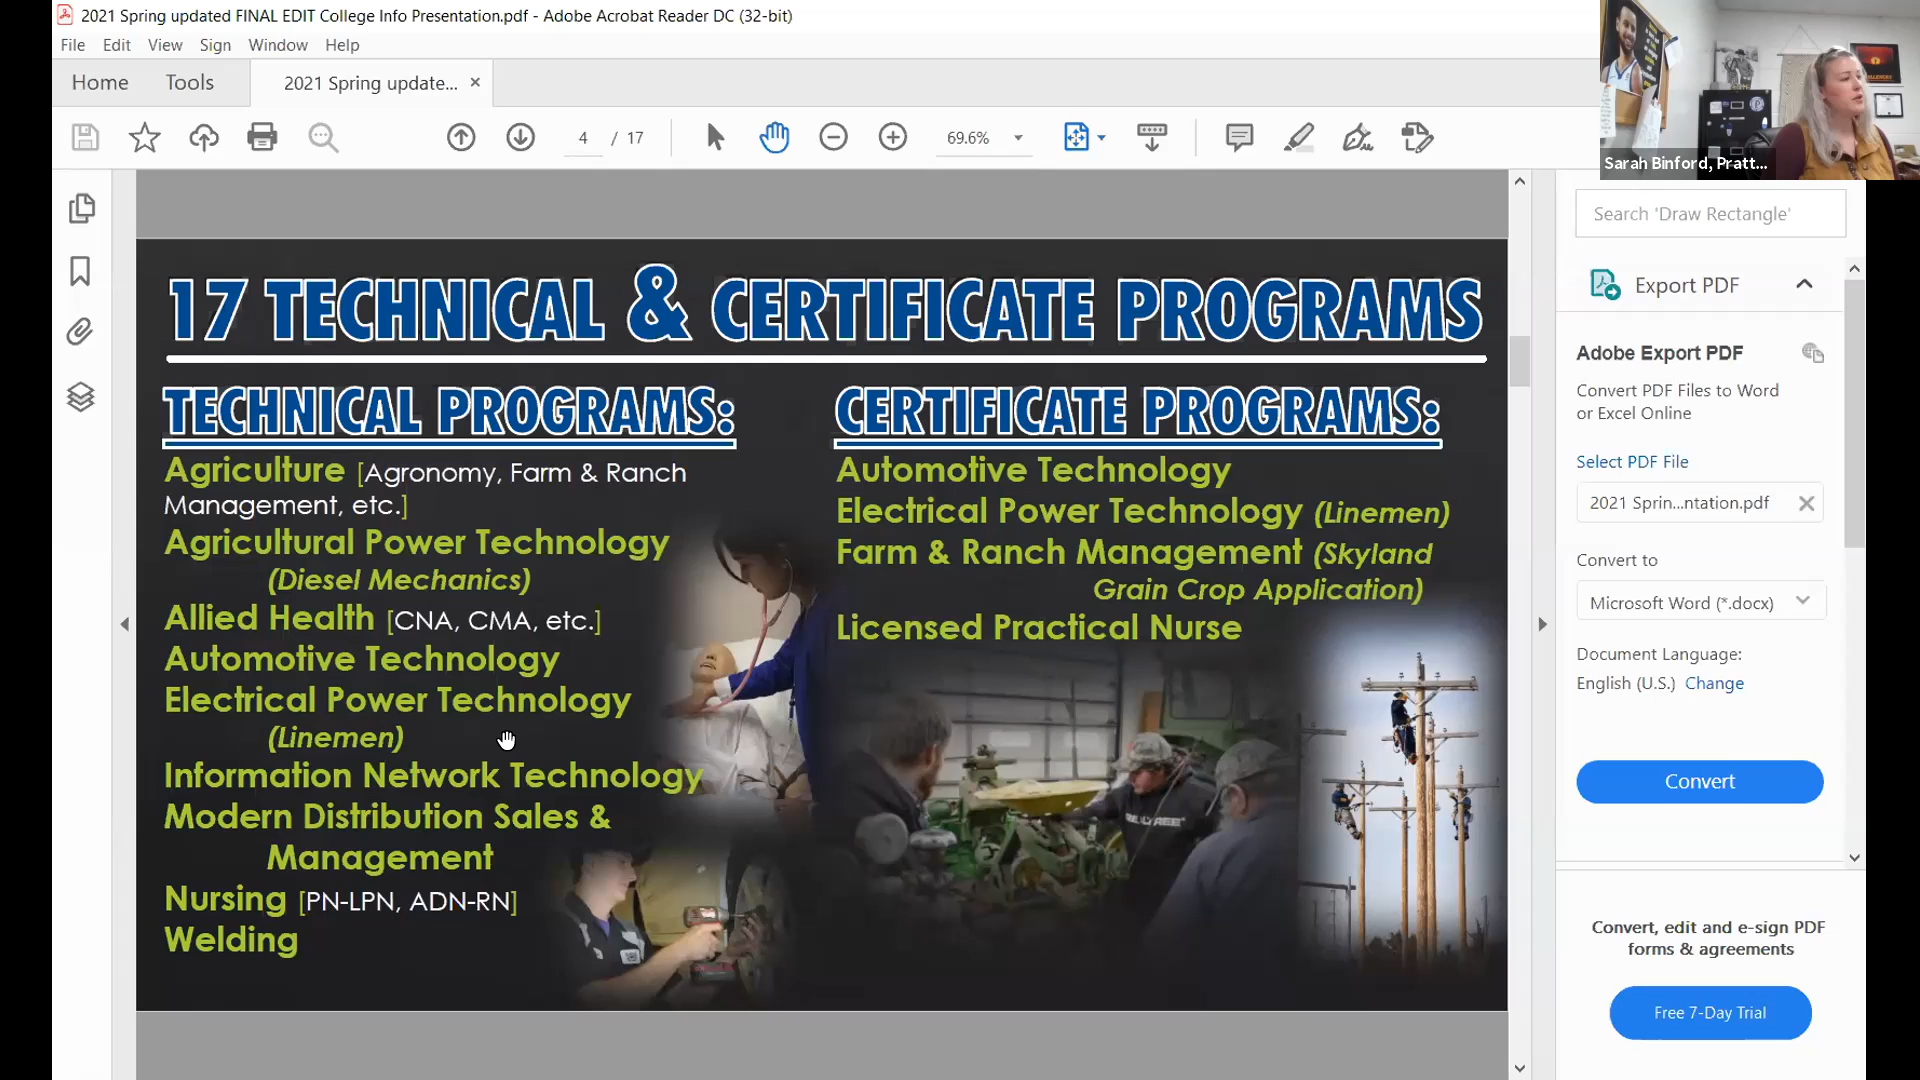 2021 Spring updated FINAL EDIT College Info Presentation.pdf - Adobe Acrobat Reader DC (32-bit)
File Edit View Sign Window Help
Home Tools 2021 Spring update... ×
4 / 17 69.6%
Sarah Binford, Pratt...
Search 'Draw Rectangle'
Export PDF
Adobe Export PDF
Convert PDF Files to Word
or Excel Online
Select PDF File
2021 Sprin...ntation.pdf
Convert to
Microsoft Word (*.docx)
Document Language:
English (U.S.) Change
Convert
Convert, edit and e-sign PDF
forms & agreements
Free 7-Day Trial
17 TECHNICAL & CERTIFICATE PROGRAMS
TECHNICAL PROGRAMS:
Agriculture [Agronomy, Farm & Ranch
Management, etc.]
Agricultural Power Technology
(Diesel Mechanics)
Allied Health [CNA, CMA, etc.]
Automotive Technology
Electrical Power Technology
(Linemen)
Information Network Technology
Modern Distribution Sales &
Management
Nursing [PN-LPN, ADN-RN]
Welding
CERTIFICATE PROGRAMS:
Automotive Technology
Electrical Power Technology (Linemen)
Farm & Ranch Management (Skyland
Grain Crop Application)
Licensed Practical Nurse